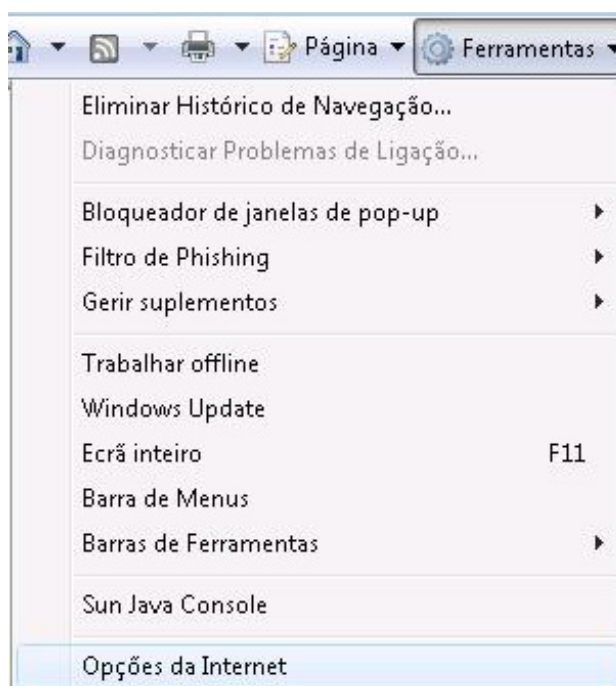 Página Ferramentas
Eliminar Histórico de Navegação...
Diagnosticar Problemas de Ligação...
Bloqueador de janelas de pop-up
Filtro de Phishing
Gerir suplementos
Trabalhar offline
Windows Update
Ecrã inteiro F11
Barra de Menus
Barras de Ferramentas
Sun Java Console
Opções da Internet